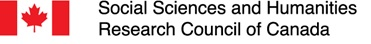 Social Sciences and Humanities
Research Council of Canada